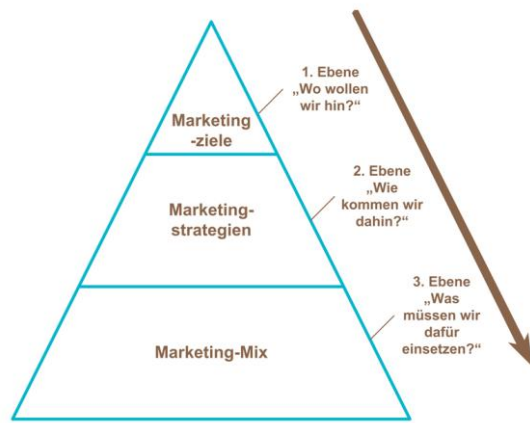 Marketing
-ziele
1. Ebene
„Wo wollen
wir hin?“
Marketing-
strategien
2. Ebene
„Wie
kommen wir
dahin?“
Marketing-Mix
3. Ebene
„Was
müssen wir
dafür
einsetzen?“